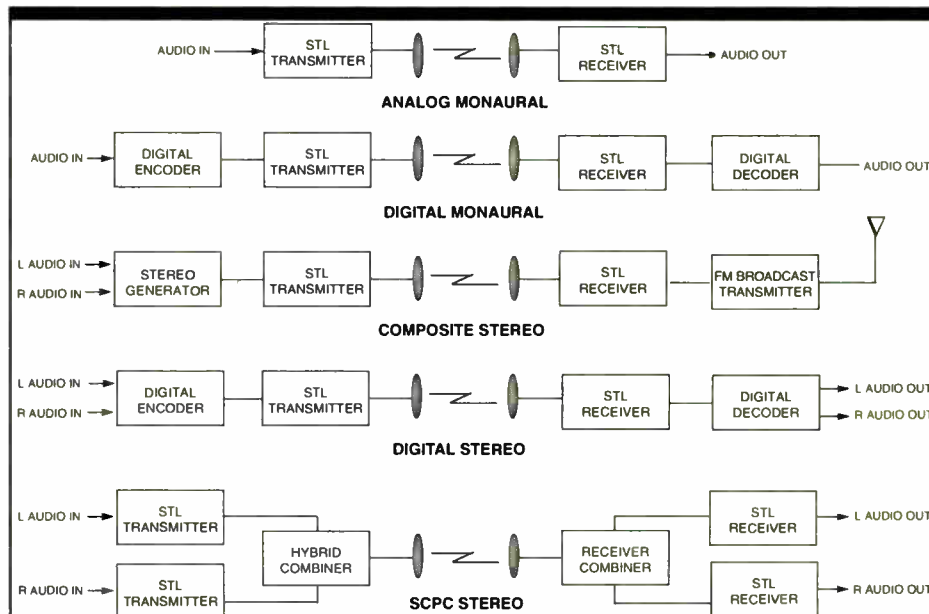 AUDIO IN
STL
TRANSMITTER
STL
RECEIVER
AUDIO OUT
ANALOG MONAURAL
AUDIO IN
DIGITAL
ENCODER
STL
TRANSMITTER
STL
RECEIVER
DIGITAL
DECODER
AUDIO OUT
DIGITAL MONAURAL
L AUDIO IN
R AUDIO IN
STEREO
GENERATOR
STL
TRANSMITTER
STL
RECEIVER
FM BROADCAST
TRANSMITTER
COMPOSITE STEREO
L AUDIO IN
R AUDIO IN
DIGITAL
ENCODER
STL
TRANSMITTER
STL
RECEIVER
DIGITAL
DECODER
L AUDIO OUT
R AUDIO OUT
DIGITAL STEREO
L AUDIO IN
STL
TRANSMITTER
R AUDIO IN
STL
TRANSMITTER
HYBRID
COMBINER
RECEIVER
COMBINER
STL
RECEIVER
L AUDIO OUT
STL
RECEIVER
R AUDIO OUT
SCPC STEREO